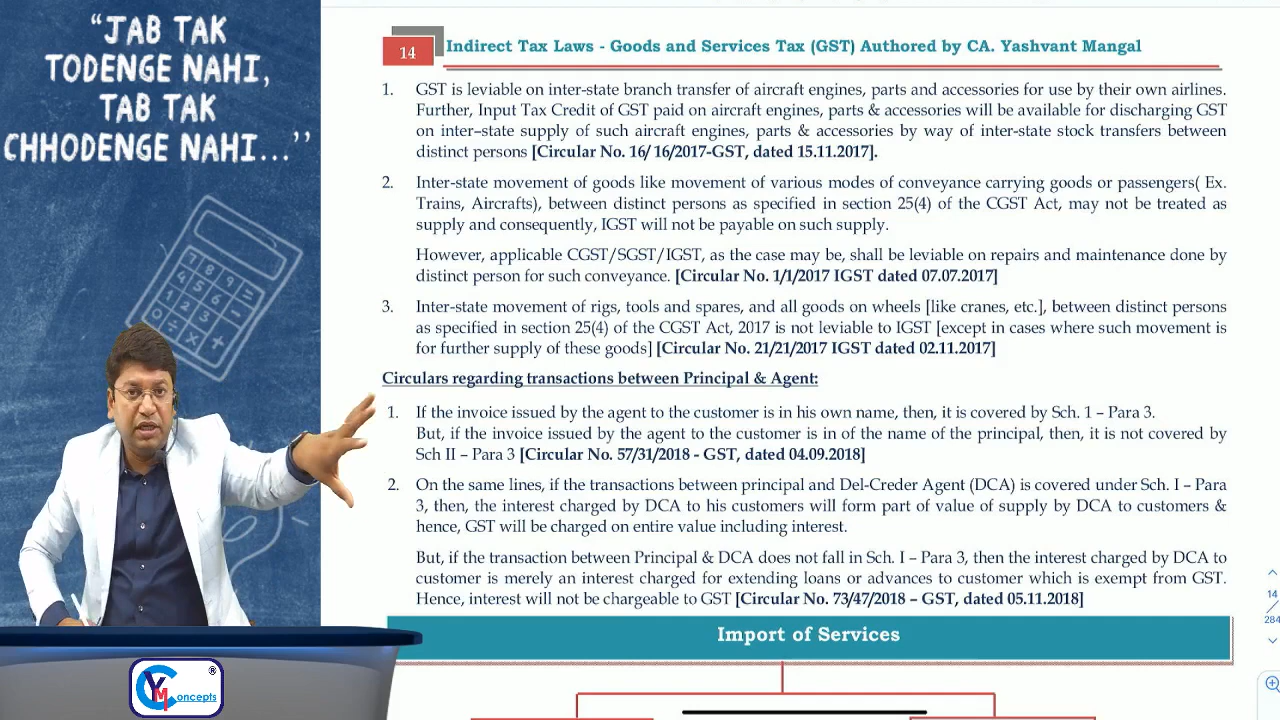 “JAB TAK
TODENGE NAHI,
TAB TAK
CHHODENGE NAHI...’’
14
Indirect Tax Laws - Goods and Services Tax (GST) Authored by CA. Yashvant Mangal
1. GST is leviable on inter-state branch transfer of aircraft engines, parts and accessories for use by their own airlines.
Further, Input Tax Credit of GST paid on aircraft engines, parts & accessories will be available for discharging GST
on inter–state supply of such aircraft engines, parts & accessories by way of inter-state stock transfers between
distinct persons [Circular No. 16/ 16/2017-GST, dated 15.11.2017].
2. Inter-state movement of goods like movement of various modes of conveyance carrying goods or passengers( Ex.
Trains, Aircrafts), between distinct persons as specified in section 25(4) of the CGST Act, may not be treated as
supply and consequently, IGST will not be payable on such supply.
However, applicable CGST/SGST/IGST, as the case may be, shall be leviable on repairs and maintenance done by
distinct person for such conveyance. [Circular No. 1/1/2017 IGST dated 07.07.2017]
3. Inter-state movement of rigs, tools and spares, and all goods on wheels [like cranes, etc.], between distinct persons
as specified in section 25(4) of the CGST Act, 2017 is not leviable to IGST [except in cases where such movement is
for further supply of these goods] [Circular No. 21/21/2017 IGST dated 02.11.2017]
Circulars regarding transactions between Principal & Agent:
1. If the invoice issued by the agent to the customer is in his own name, then, it is covered by Sch. 1 – Para 3.
But, if the invoice issued by the agent to the customer is in of the name of the principal, then, it is not covered by
Sch II – Para 3 [Circular No. 57/31/2018 - GST, dated 04.09.2018]
2. On the same lines, if the transactions between principal and Del-Creder Agent (DCA) is covered under Sch. I – Para
3, then, the interest charged by DCA to his customers will form part of value of supply by DCA to customers &
hence, GST will be charged on entire value including interest.
But, if the transaction between Principal & DCA does not fall in Sch. I – Para 3, then the interest charged by DCA to
customer is merely an interest charged for extending loans or advances to customer which is exempt from GST.
Hence, interest will not be chargeable to GST [Circular No. 73/47/2018 – GST, dated 05.11.2018]
Import of Services
14
284
YM Concepts ®